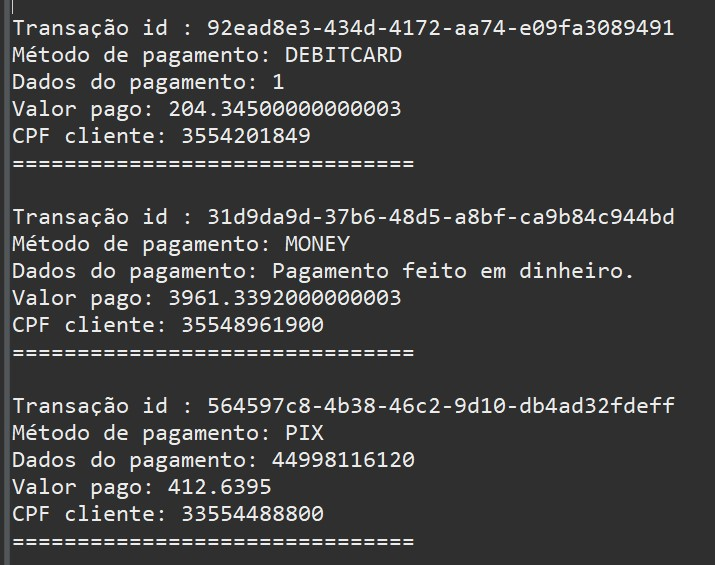 Transação id : 92ead8e3-434d-4172-aa74-e09fa3089491
Método de pagamento: DEBITCARD
Dados do pagamento: 1
Valor pago: 204.34500000000003
CPF cliente: 3554201849
===============================
Transação id : 31d9da9d-37b6-48d5-a8bf-ca9b84c944bd
Método de pagamento: MONEY
Dados do pagamento: Pagamento feito em dinheiro.
Valor pago: 3961.3392000000003
CPF cliente: 35548961900
===============================
Transação id : 564597c8-4b38-46c2-9d10-db4ad32fdeff
Método de pagamento: PIX
Dados do pagamento: 44998116120
Valor pago: 412.6395
CPF cliente: 33554488800
===============================